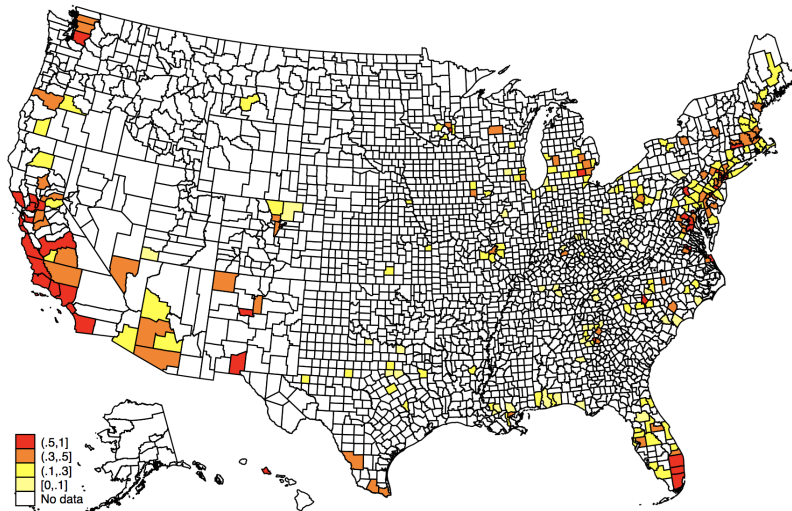 (.5,1]
(.3,.5]
(.1,.3]
[0,.1]
No data